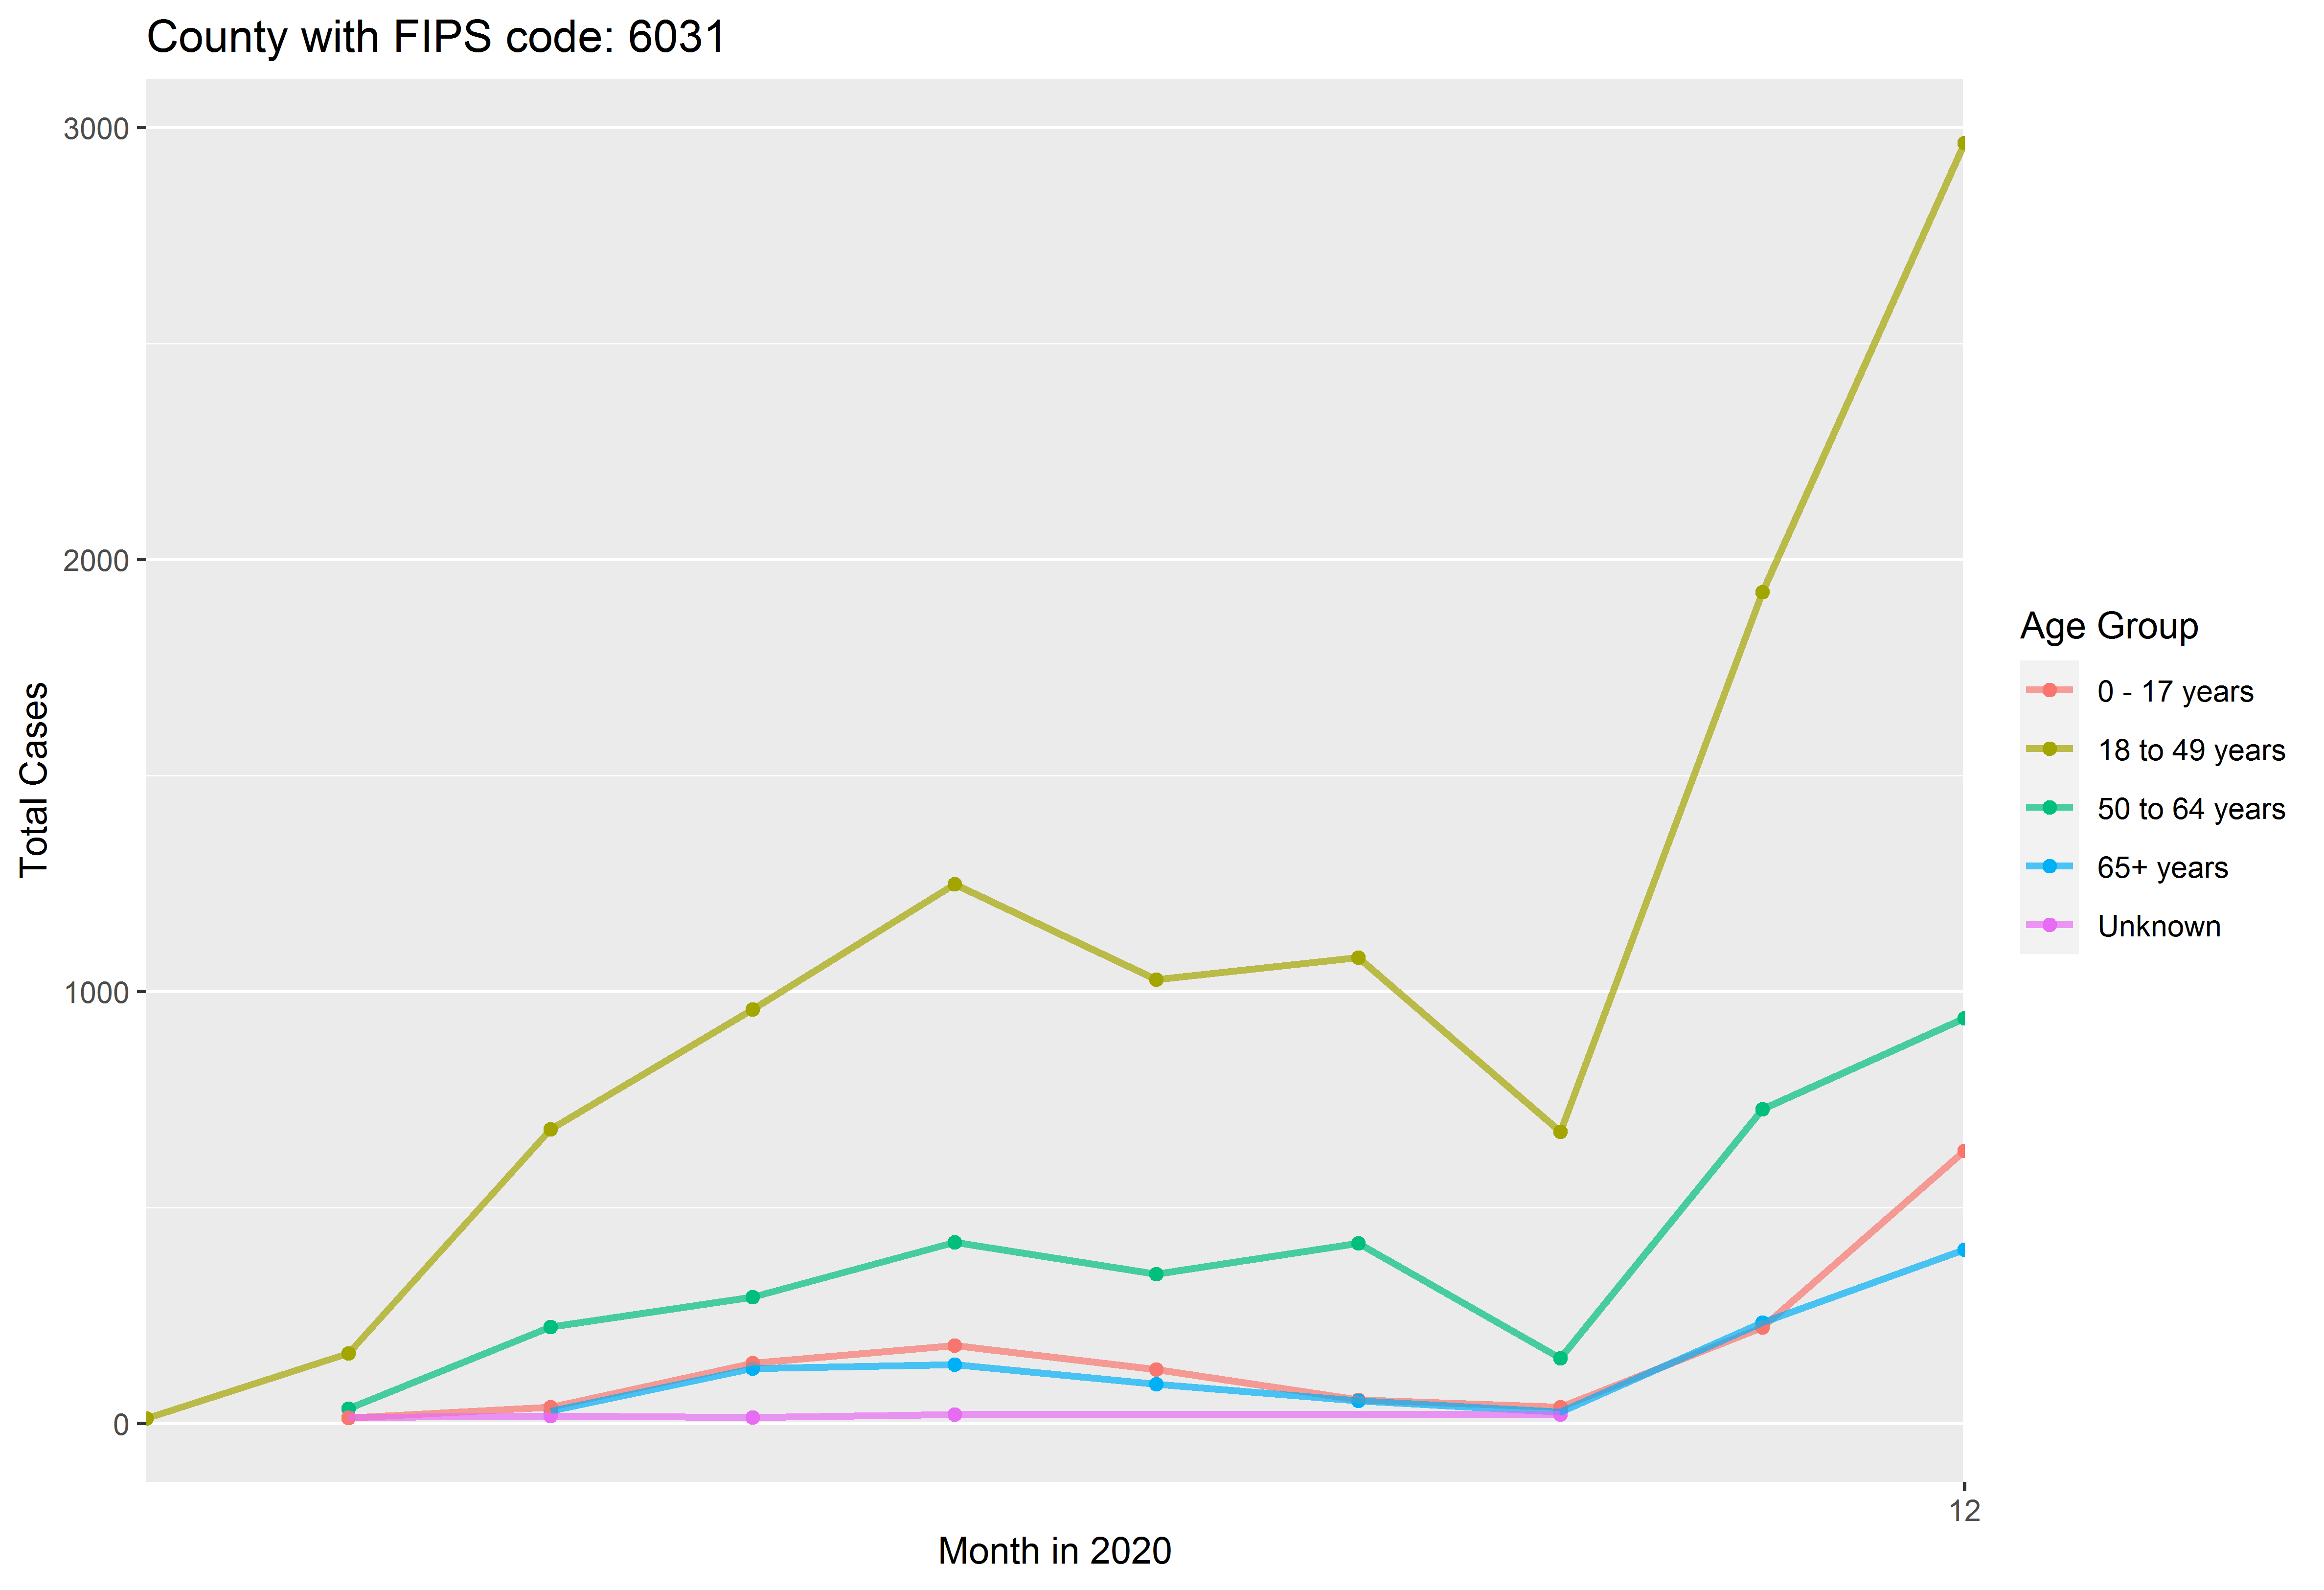 County with FIPS code: 6031
3000
2000
1000
0
Total Cases
12
Month in 2020
Age Group
0 - 17 years
18 to 49 years
50 to 64 years
65+ years
Unknown